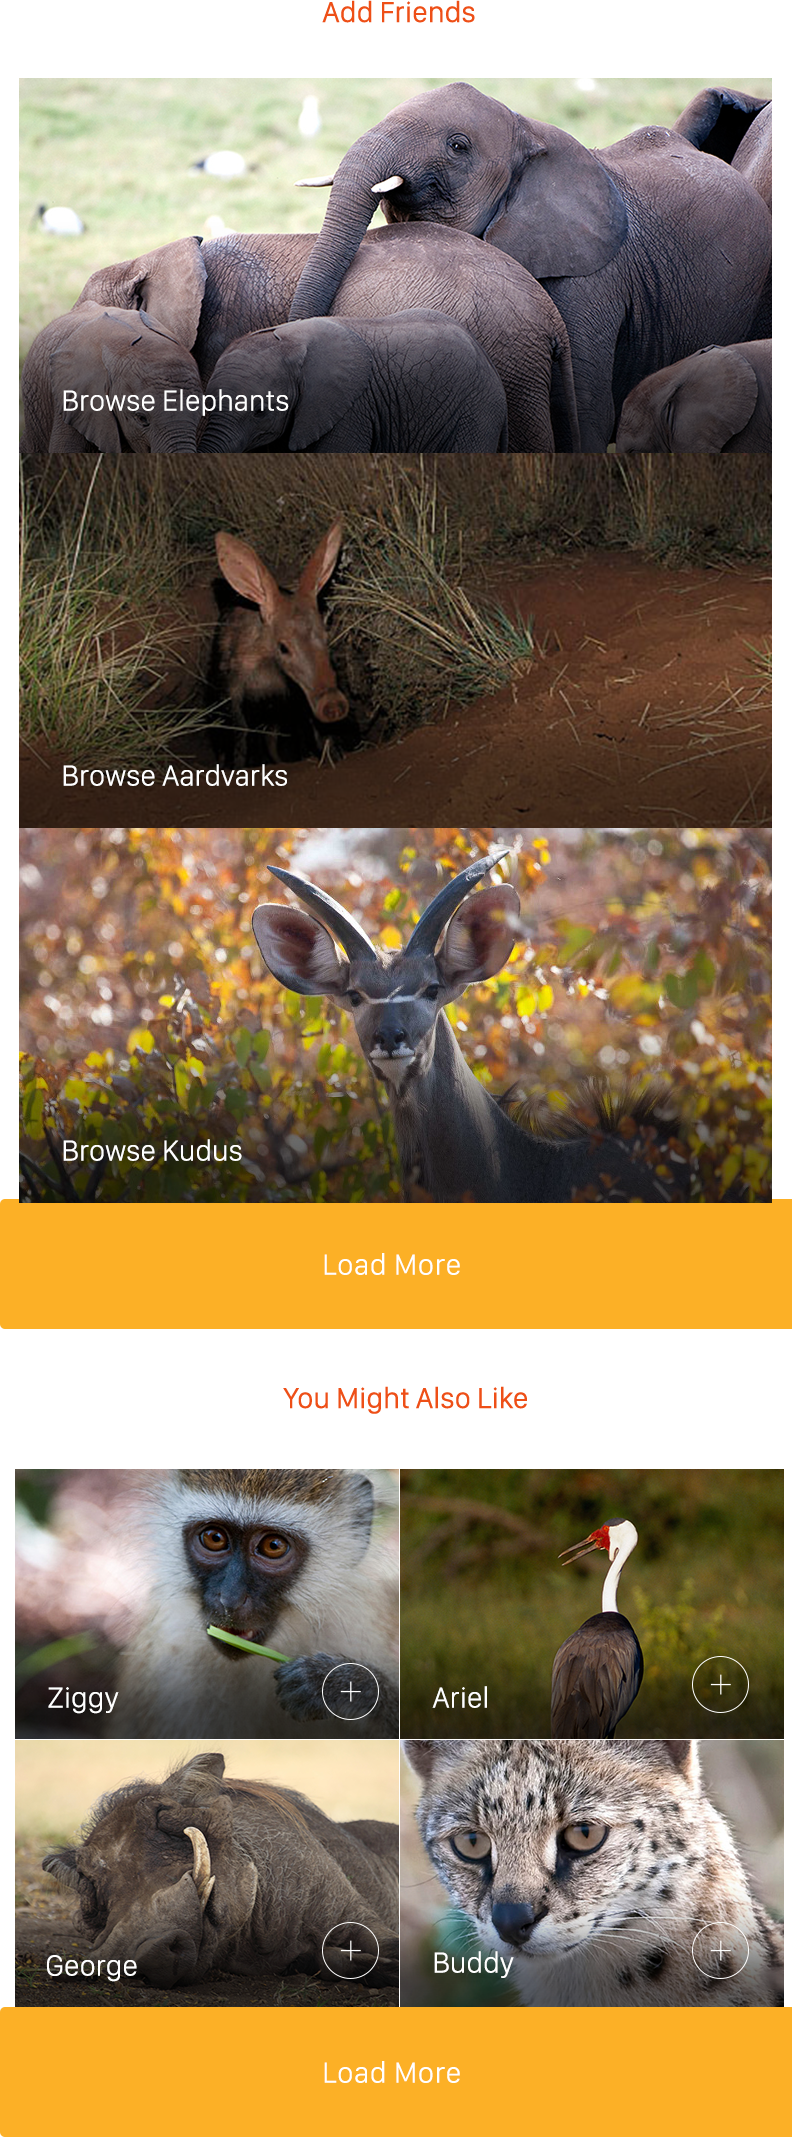 Add Friends
Browse Elephants
Browse Aardvarks
Browse Kudus
Load More
You Might Also Like
Ziggy
Ariel
George
Buddy
Load More